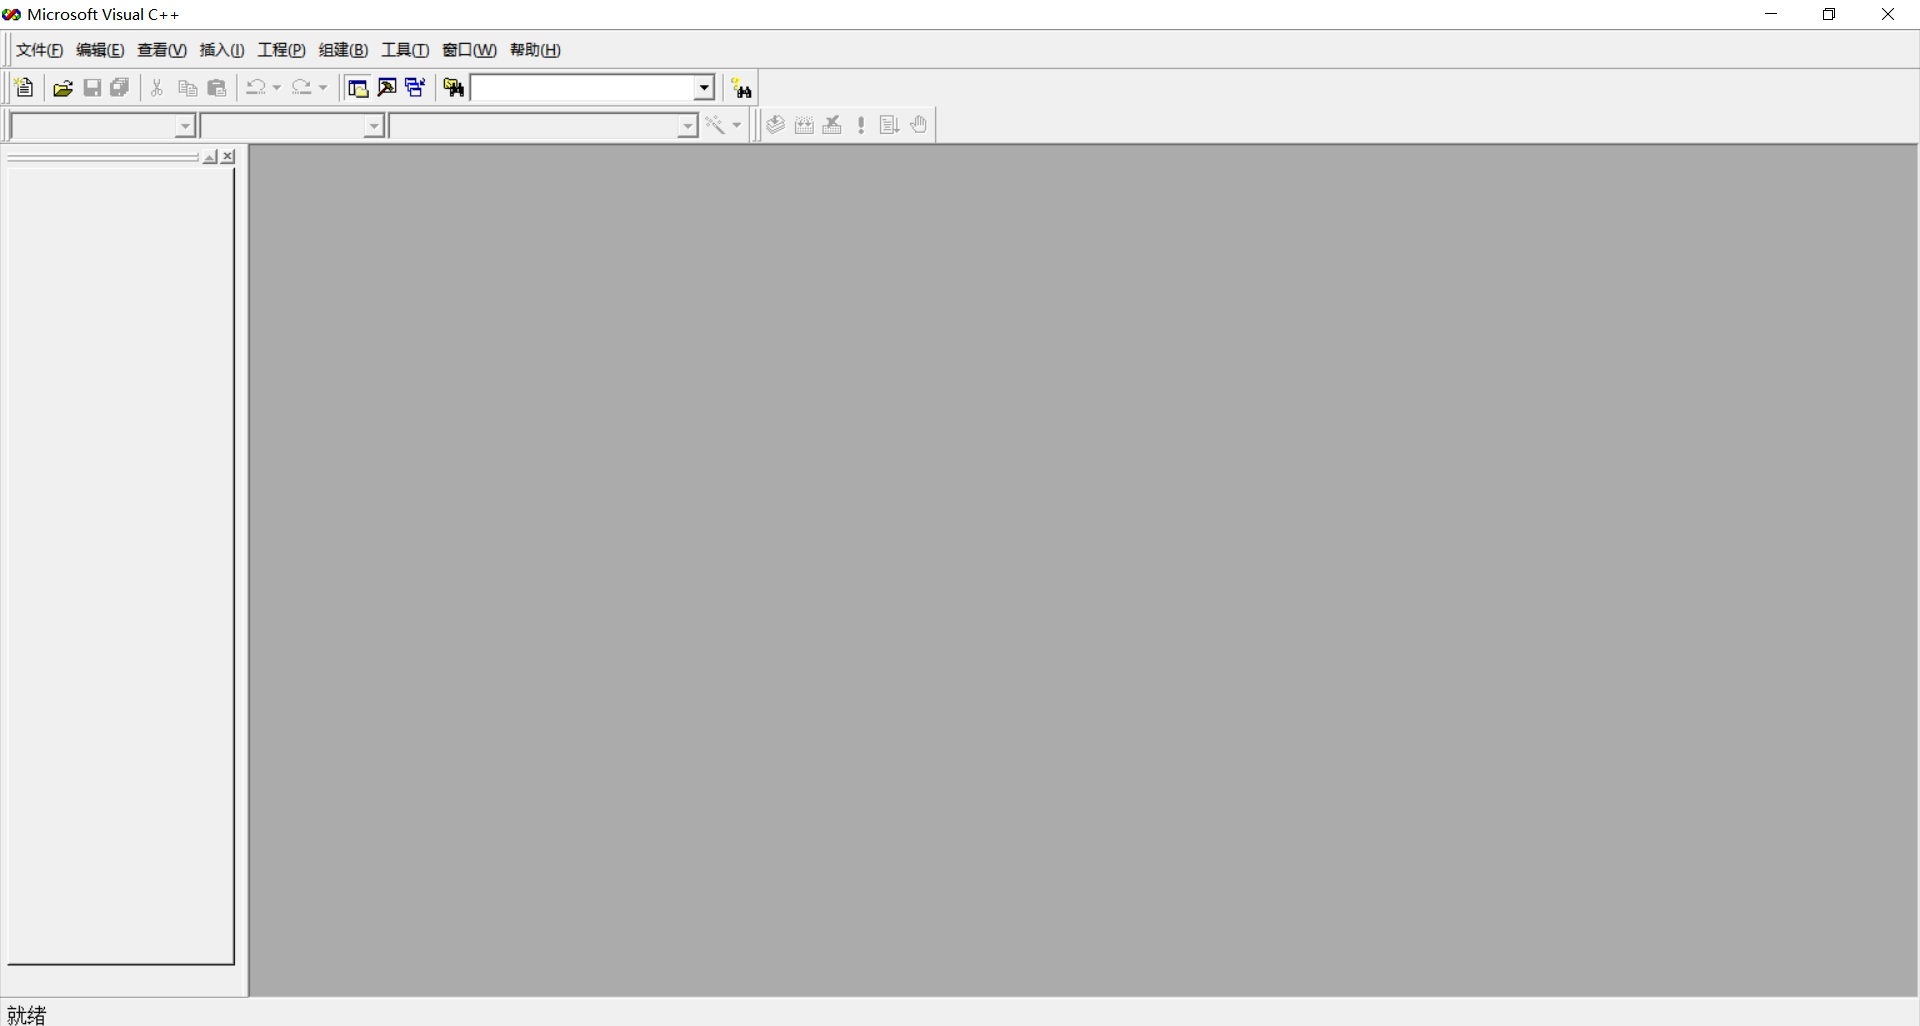 Microsoft Visual C++
文件(F) 编辑(E) 查看(V) 插入(I) 工程(P) 组建(B) 工具(T) 窗口(W) 帮助(H)
就绪